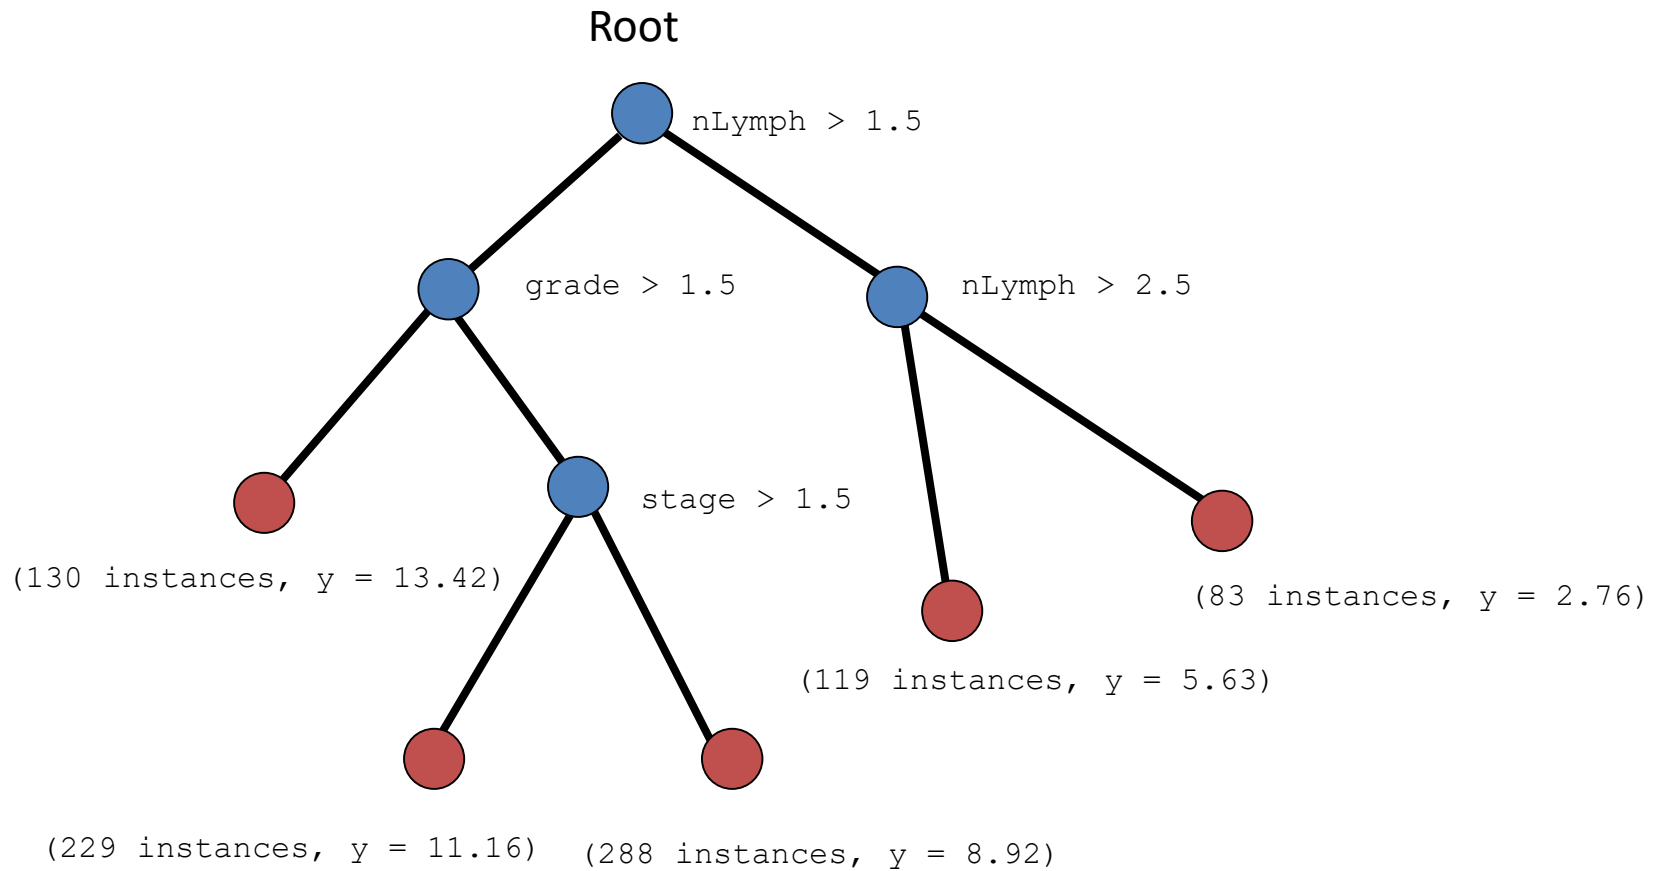 Root
nLymph > 1.5
grade > 1.5
nLymph > 2.5
stage > 1.5
(130 instances, y = 13.42)
(83 instances, y = 2.76)
(119 instances, y = 5.63)
(229 instances, y = 11.16)
(288 instances, y = 8.92)